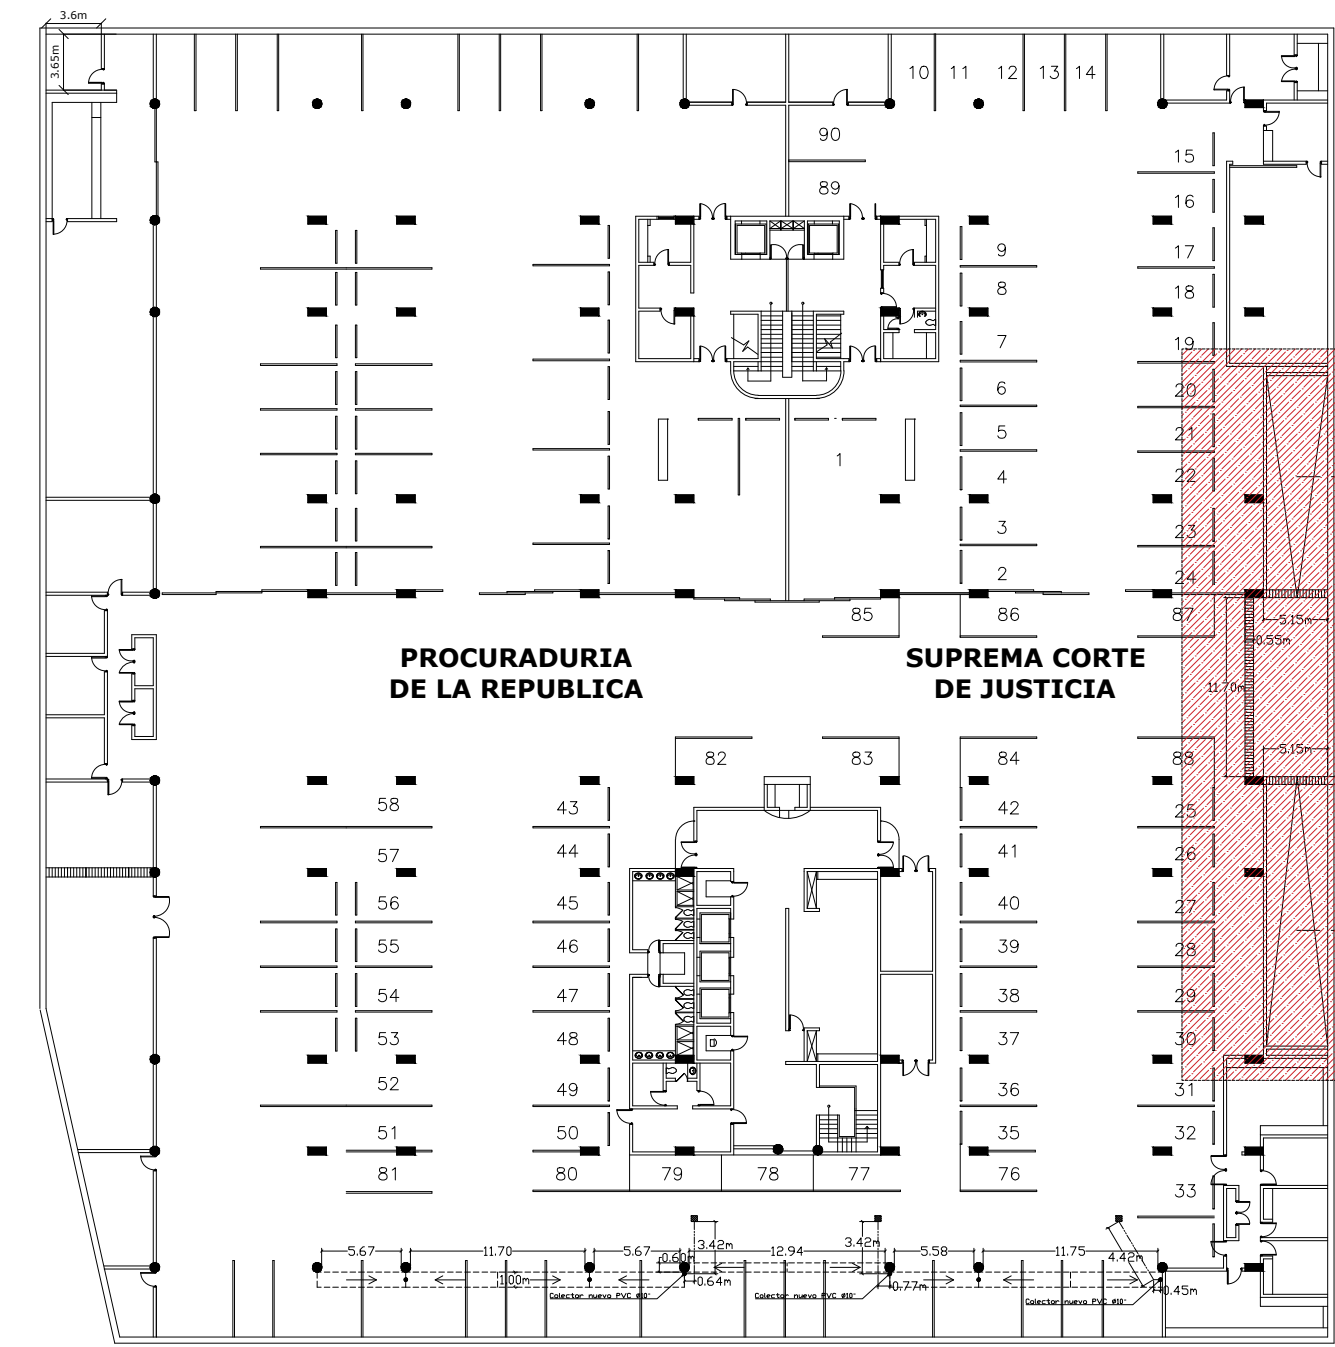 3.6m
3.65m
10 11 12 13 14
90
15
89
16
9
17
8
18
7
19
6
20
5
21
1
4
22
3
23
2
24
85 86 87
5.15m
0.55m
PROCURADURIA
DE LA REPUBLICA
SUPREMA CORTE
DE JUSTICIA
11.70m
5.15m
82 83 84 88
58 43 42 25
57 44 41 26
56 45 40 27
55 46 39 28
54 47 38 29
53 48 37 30
52 49 36 31
51 50 35 32
81 80 79 78 77 76
33
3.42m 3.42m
5.67 11.70 5.67 12.94 5.58 11.75
0.60m
4.42m
1.00m
0.64m
0.77m
0.45m
Colector nuevo PVC Ø10"
Colector nuevo PVC Ø10"
Colector nuevo PVC Ø10"